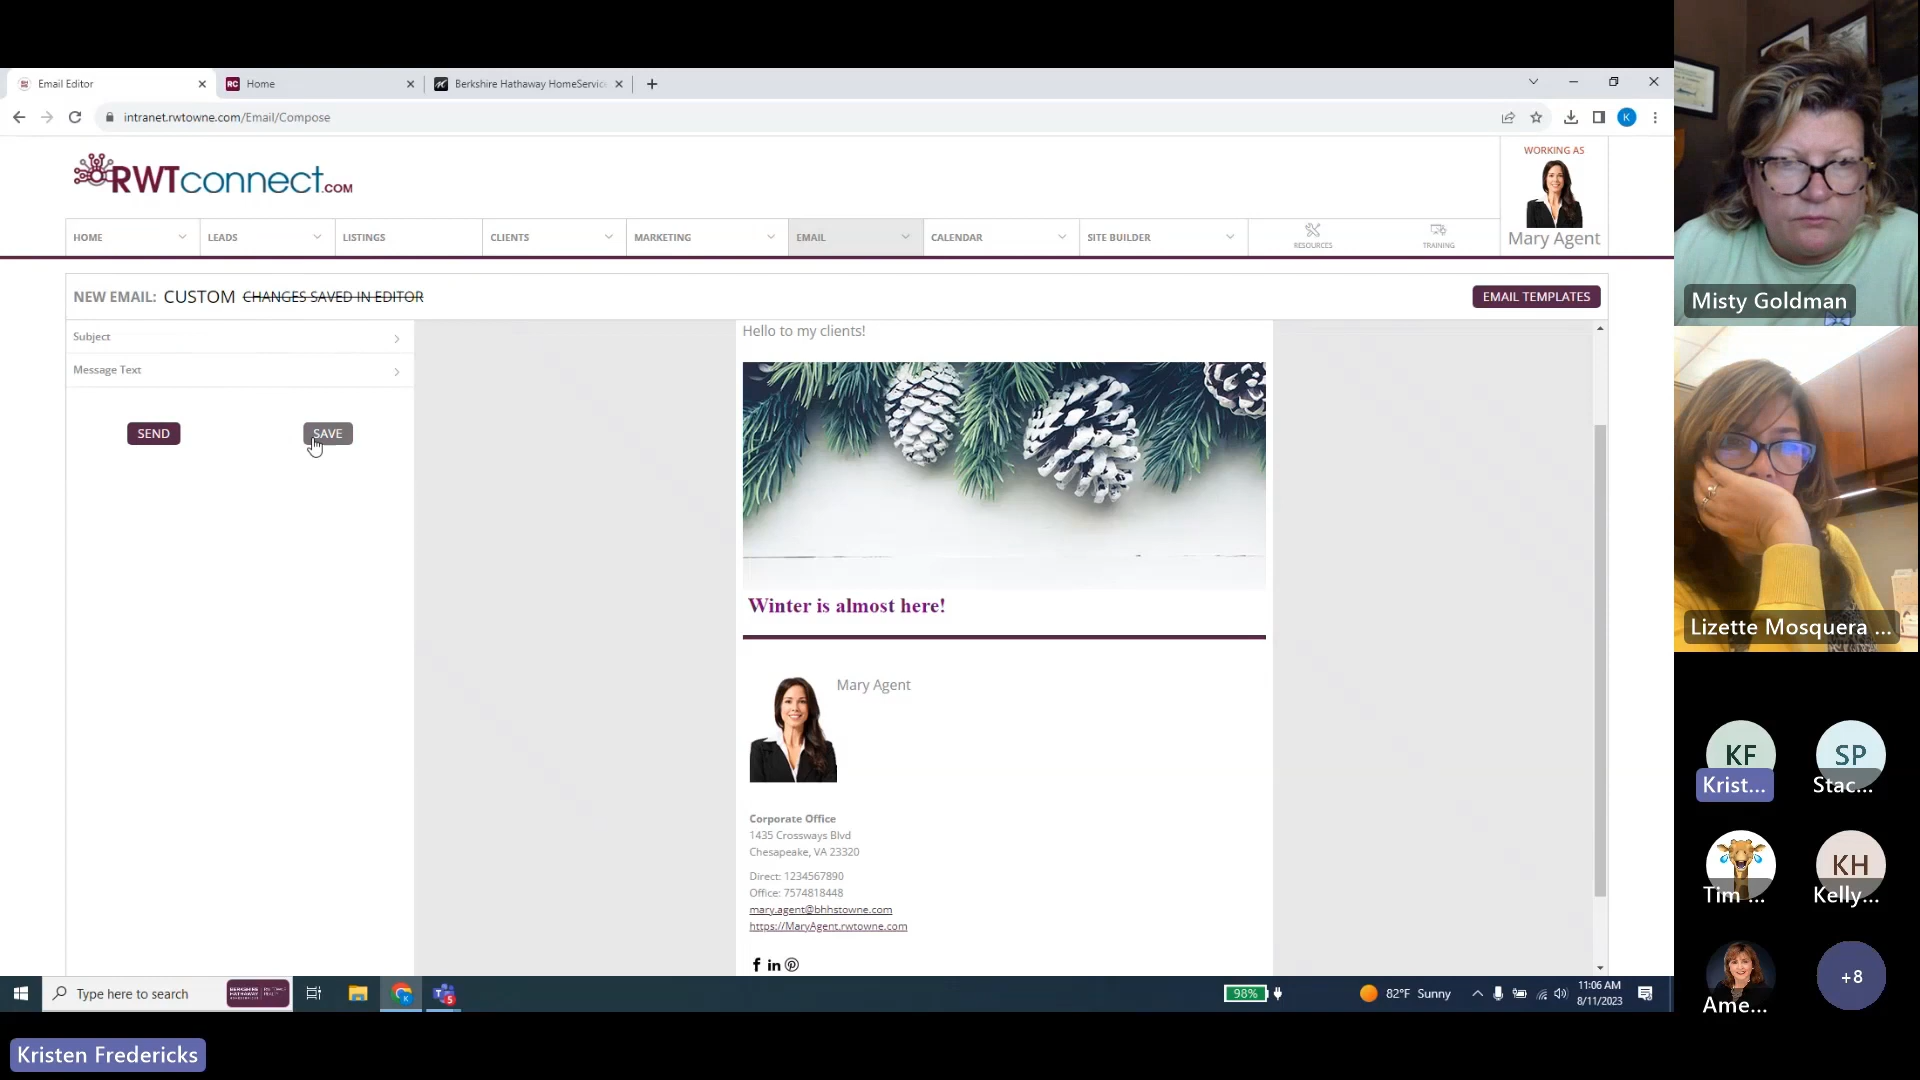 Email Editor
Home
Berkshire Hathaway HomeServic
intranet.rwtowne.com/Email/Compose
K
RWTconnect.COM
WORKING AS
Mary Agent
HOME
LEADS
LISTINGS
CLIENTS
MARKETING
EMAIL
CALENDAR
SITE BUILDER
RESOURCES
TRAINING
NEW EMAIL: CUSTOM CHANGES SAVED IN EDITOR
EMAIL TEMPLATES
Subject
Message Text
SEND
SAVE
Hello to my clients!
Winter is almost here!
Mary Agent
Corporate Office
1435 Crossways Blvd
Chesapeake, VA 23320
Direct: 1234567890
Office: 7574818448
mary.agent@bhhstowne.com
https://MaryAgent.rwtowne.com
Type here to search
98%
82°F Sunny
11:06 AM
8/11/2023
Misty Goldman
Lizette Mosquera ...
KF
Krist...
SP
Stac...
Tim ...
KH
Kelly...
Ame...
+8
Kristen Fredericks